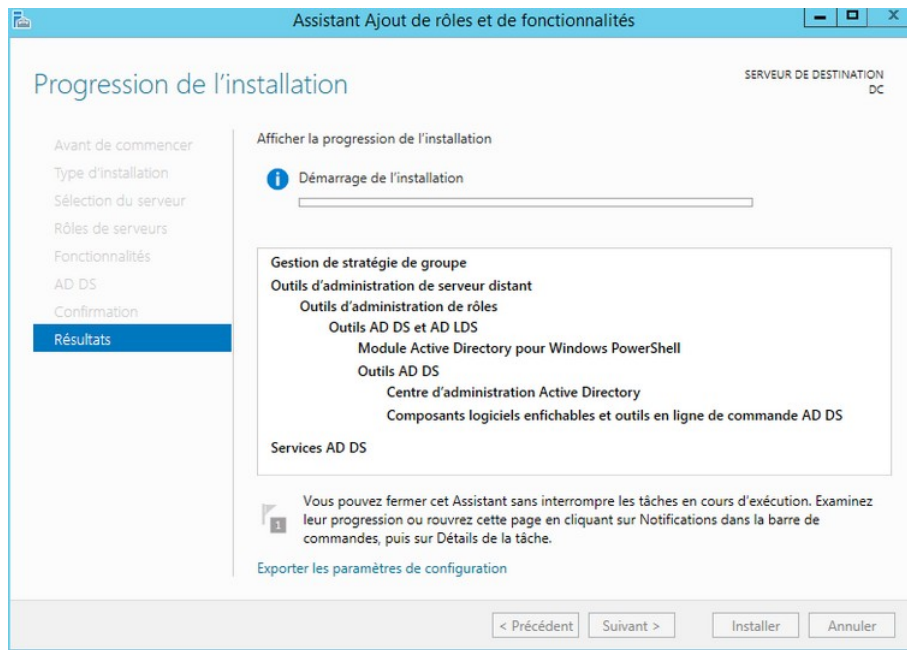 Assistant Ajout de rôles et de fonctionnalités
Progression de l'installation
SERVEUR DE DESTINATION
DC
Avant de commencer
Type d'installation
Sélection du serveur
Rôles de serveurs
Fonctionnalités
AD DS
Confirmation
Résultats
Afficher la progression de l'installation
Démarrage de l'installation
Gestion de stratégie de groupe
Outils d'administration de serveur distant
Outils d'administration de rôles
Outils AD DS et AD LDS
Module Active Directory pour Windows PowerShell
Outils AD DS
Centre d'administration Active Directory
Composants logiciels enfichables et outils en ligne de commande AD DS
Services AD DS
1
Vous pouvez fermer cet Assistant sans interrompre les tâches en cours d'exécution. Examinez
leur progression ou rouvrez cette page en cliquant sur Notifications dans la barre de
commandes, puis sur Détails de la tâche.
Exporter les paramètres de configuration
< Précédent
Suivant >
Installer
Annuler